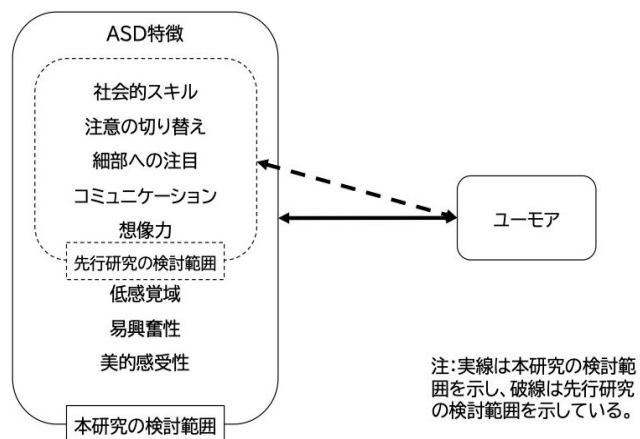 ASD特徴
社会的スキル
注意の切り替え
細部への注目
コミュニケーション
想像力
先行研究の検討範囲
低感覚域
易興奮性
美的感受性
本研究の検討範囲
ユーモア
注:実線は本研究の検討範
囲を示し、破線は先行研究
の検討範囲を示している。